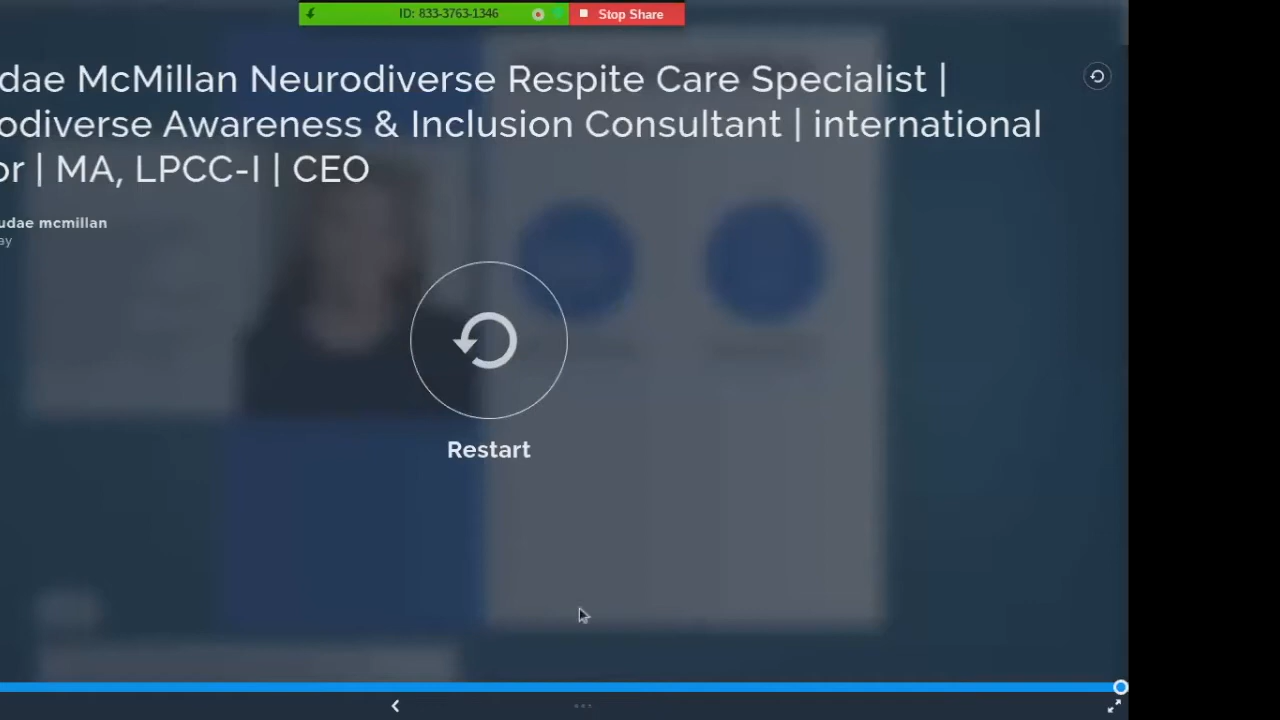 ID: 833-3763-1346
Stop Share
dae McMillan Neurodiverse Respite Care Specialist |
odiverse Awareness & Inclusion Consultant | international
or | MA, LPCC-I | CEO
udae mcmillan
ay
Restart